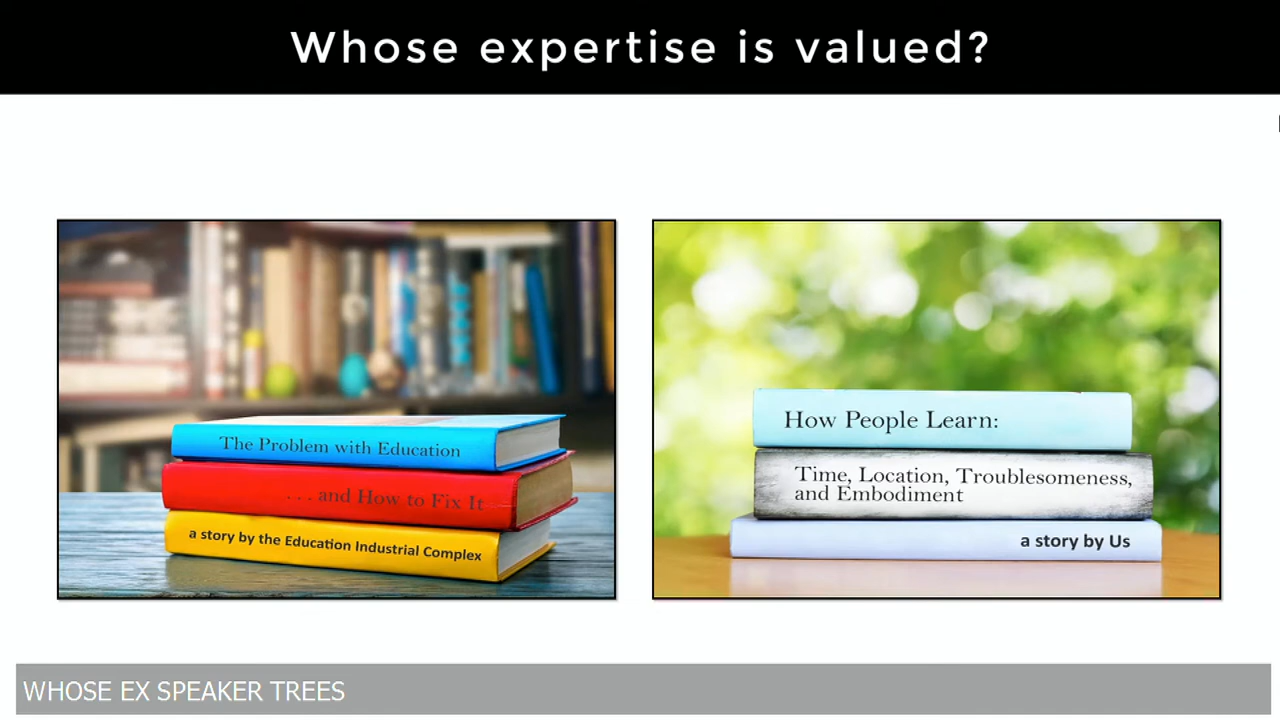 Whose expertise is valued?
The Problem with Education
. . . and How to Fix It
a story by the Education Industrial Complex
How People Learn:
Time, Location, Troublesomeness,
and Embodiment
a story by Us
WHOSE EX SPEAKER TREES